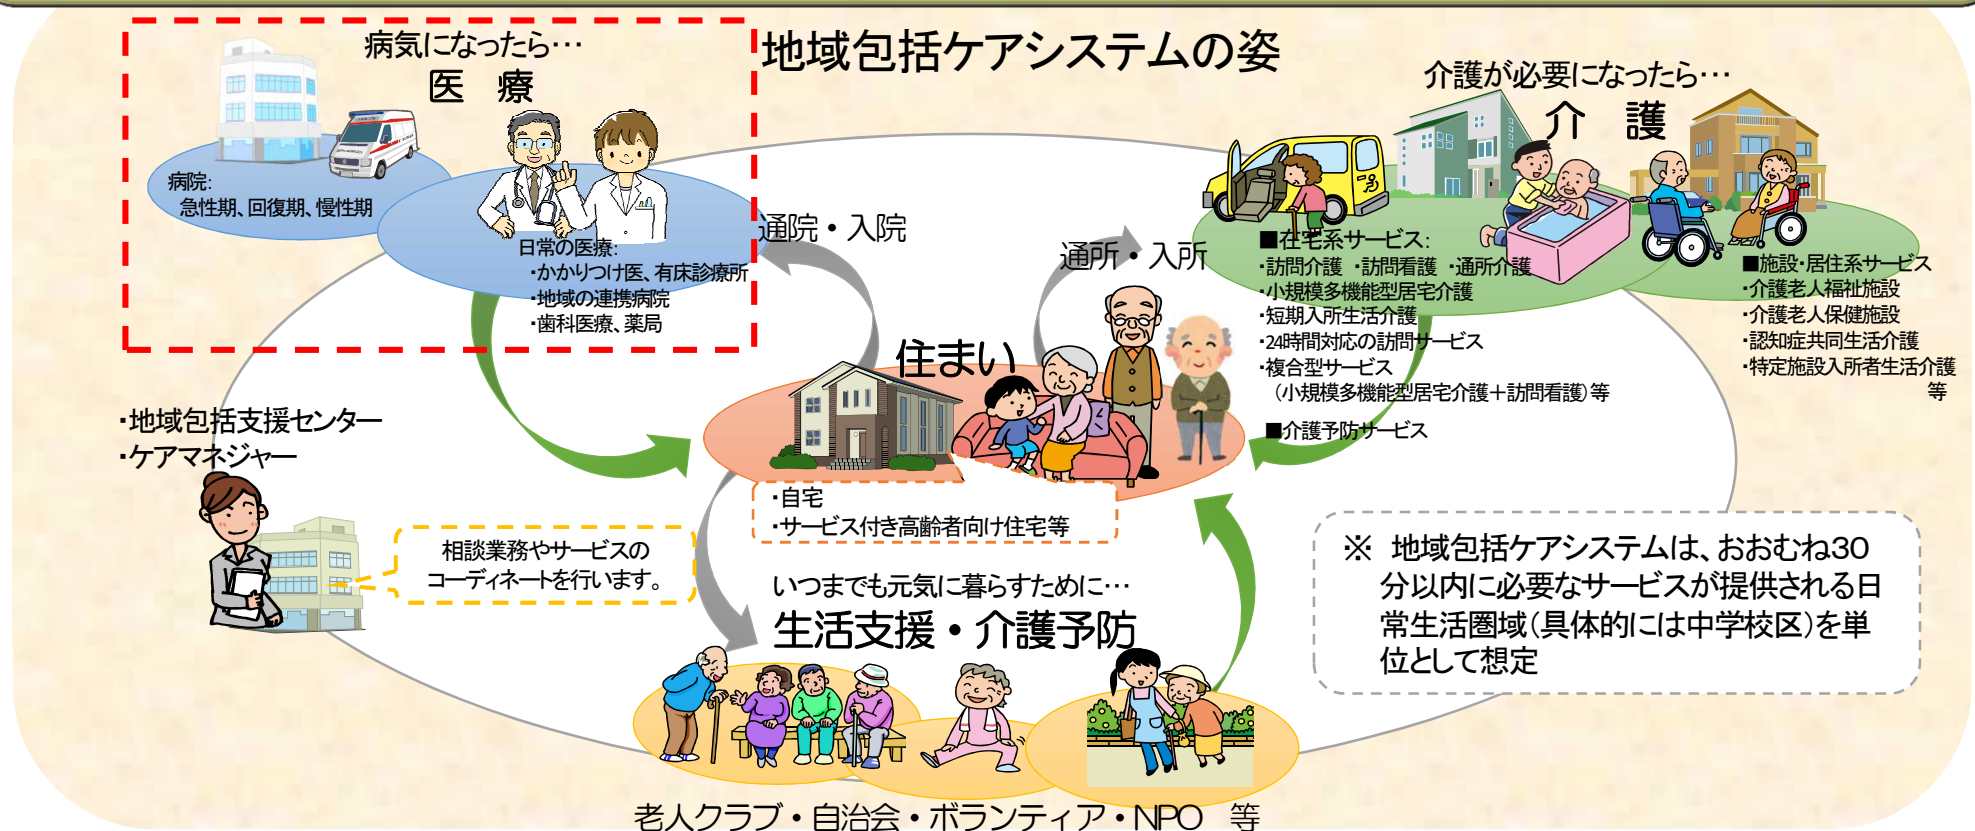 地域包括ケアシステムの姿
病気になったら…
医 療
病院:
急性期、回復期、慢性期
日常の医療:
・かかりつけ医、有床診療所
・地域の連携病院
・歯科医療、薬局
通院・入院
通所・入所
介護が必要になったら…
介 護
■在宅系サービス:
・訪問介護 ・訪問看護 ・通所介護
・小規模多機能型居宅介護
・短期入所生活介護
・24時間対応の訪問サービス
・複合型サービス
(小規模多機能型居宅介護+訪問看護)等
■介護予防サービス
■施設・居住系サービス
・介護老人福祉施設
・介護老人保健施設
・認知症共同生活介護
・特定施設入所者生活介護
等
住まい
・自宅
・サービス付き高齢者向け住宅等
・地域包括支援センター
・ケアマネジャー
相談業務やサービスの
コーディネートを行います。
いつまでも元気に暮らすために…
生活支援・介護予防
老人クラブ・自治会・ボランティア・NPO 等
※ 地域包括ケアシステムは、おおむね30
分以内に必要なサービスが提供される日
常生活圏域(具体的には中学校区)を単
位として想定